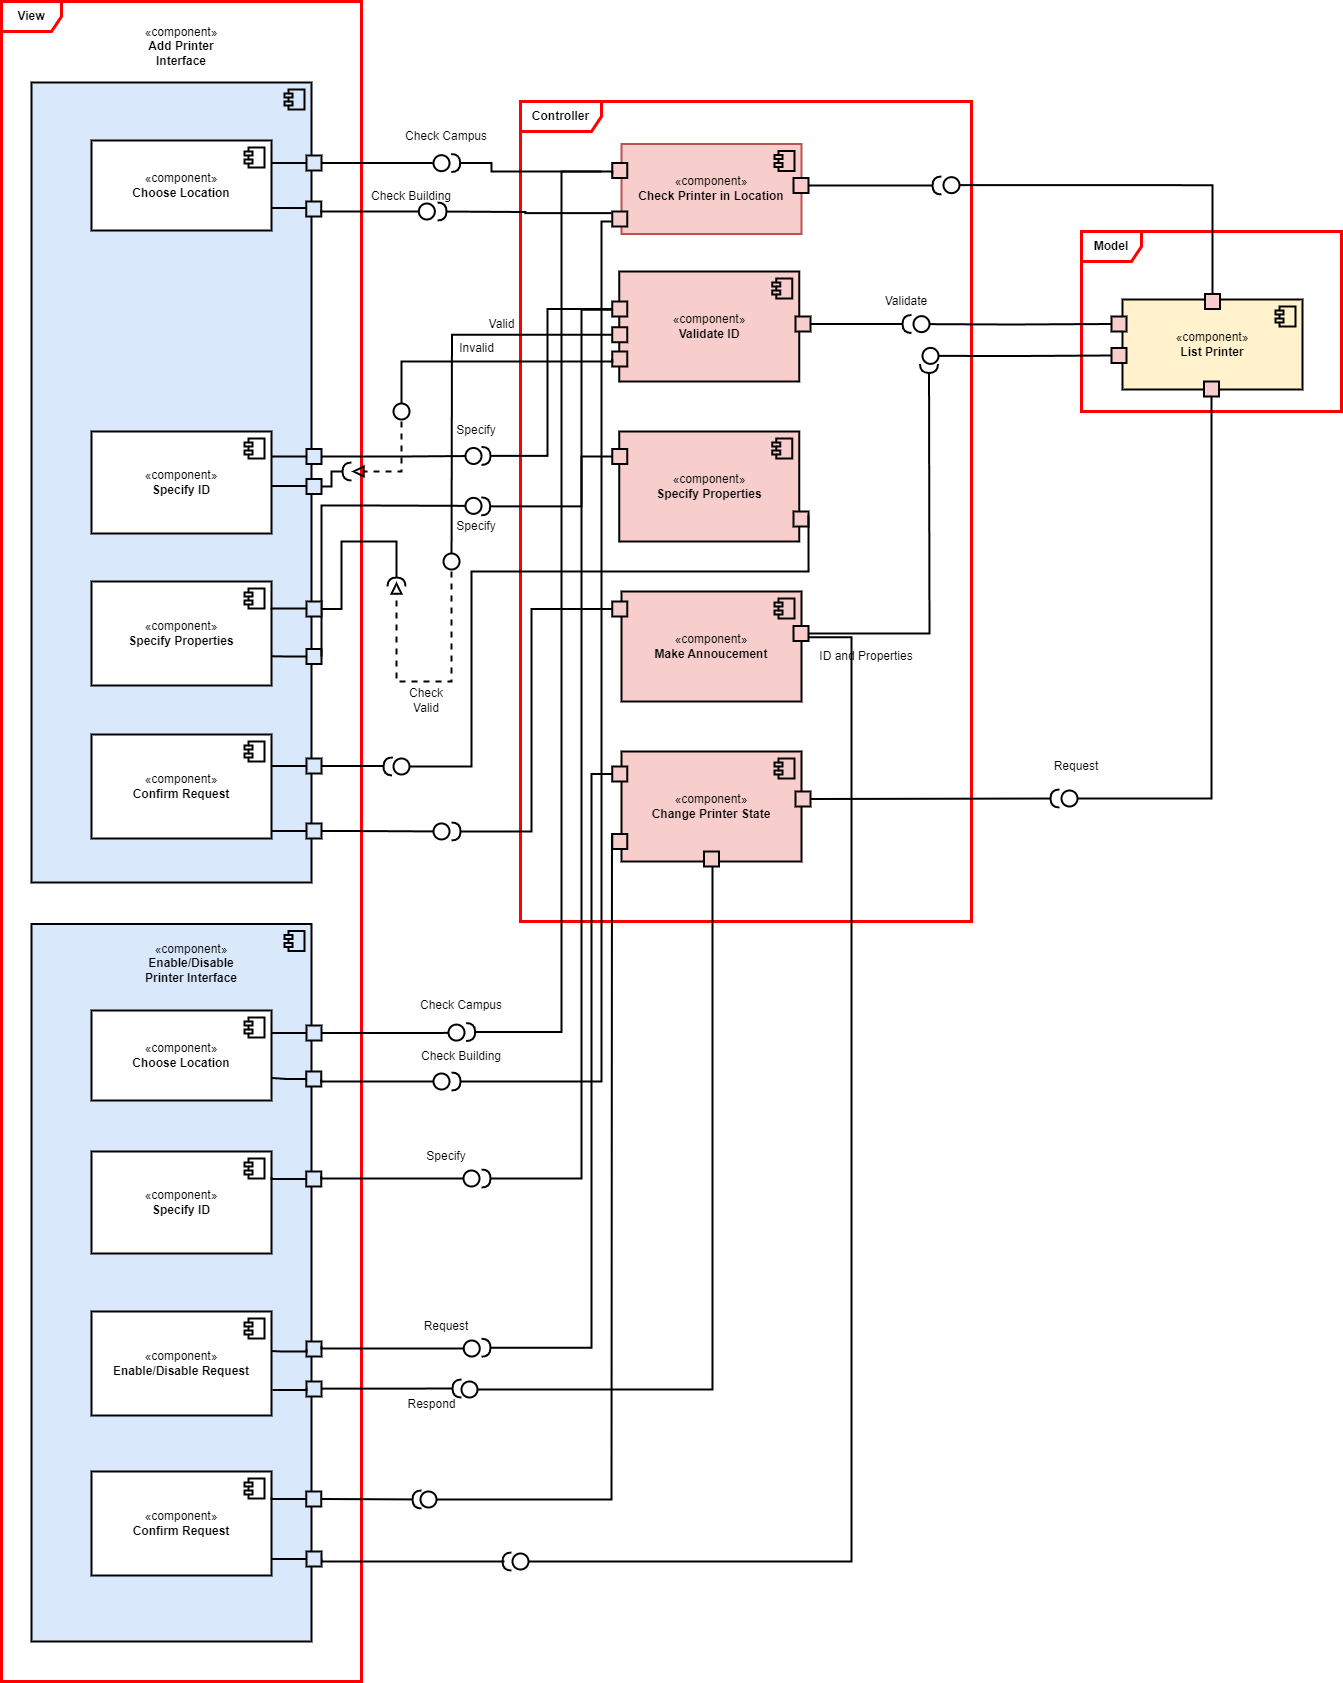 View
«component»
Add Printer
Interface
«component»
Choose Location
«component»
Specify ID
«component»
Specify Properties
«component»
Confirm Request
«component»
Enable/Disable
Printer Interface
«component»
Choose Location
«component»
Specify ID
«component»
Enable/Disable Request
«component»
Confirm Request
Check Campus
Check Building
Valid
Invalid
Specify
Specify
Check
Valid
Check Campus
Check Building
Specify
Request
Respond
Controller
«component»
Check Printer in Location
«component»
Validate ID
«component»
Specify Properties
«component»
Make Annoucement
«component»
Change Printer State
Validate
ID and Properties
Request
Model
«component»
List Printer